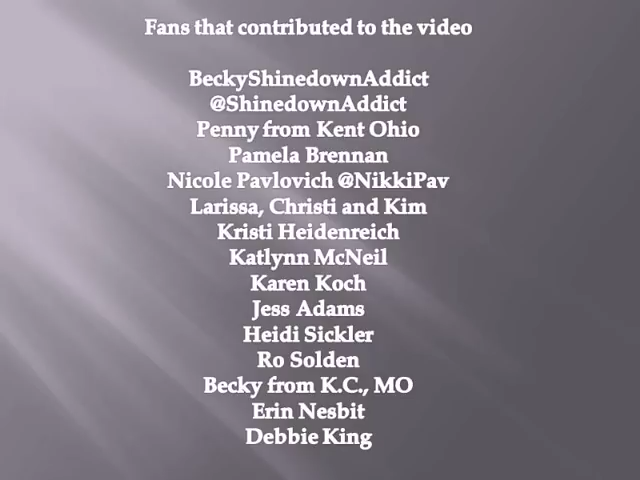 Fans that contributed to the video
BeckyShinedownAddict
@ShinedownAddict
Penny from Kent Ohio
Pamela Brennan
Nicole Pavlovich @NikkiPav
Larissa, Christi and Kim
Kristi Heidenreich
Katlynn McNeil
Karen Koch
Jess Adams
Heidi Sickler
Ro Solden
Becky from K.C., MO
Erin Nesbit
Debbie King